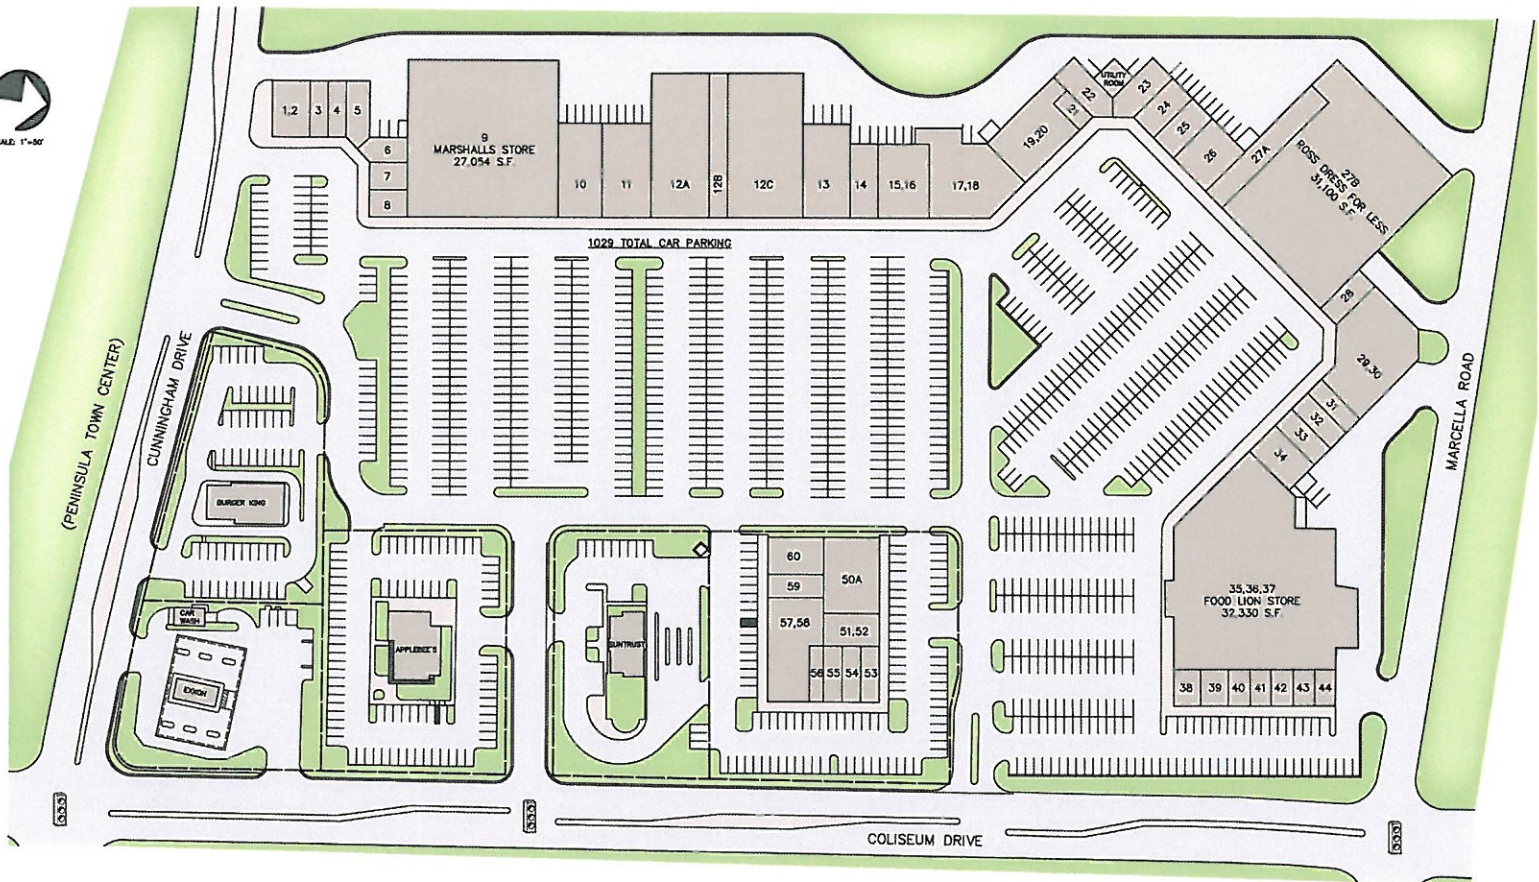 SCALE: 1"=50'
1,2
3
4
5
6
7
8
9
MARSHALLS STORE
27,054 S.F.
10
11
12A
12B
12C
13
14
15,16
17,18
19,20
21
22
UTILITY
ROOM
23
24
25
26
27A
27B
ROSS DRESS FOR LESS
31,100 S.F.
28
29,30
31
32
33
34
1029 TOTAL CAR PARKING
(PENINSULA TOWN CENTER)
CUNNINGHAM DRIVE
MARCELLA ROAD
BURGER KING
CAR
WASH
EXXON
APPLEBEE'S
SUNTRUST
60
59
50A
57,58
51,52
56
55
54
53
35,36,37
FOOD LION STORE
32,330 S.F.
38
39
40
41
42
43
44
COLISEUM DRIVE